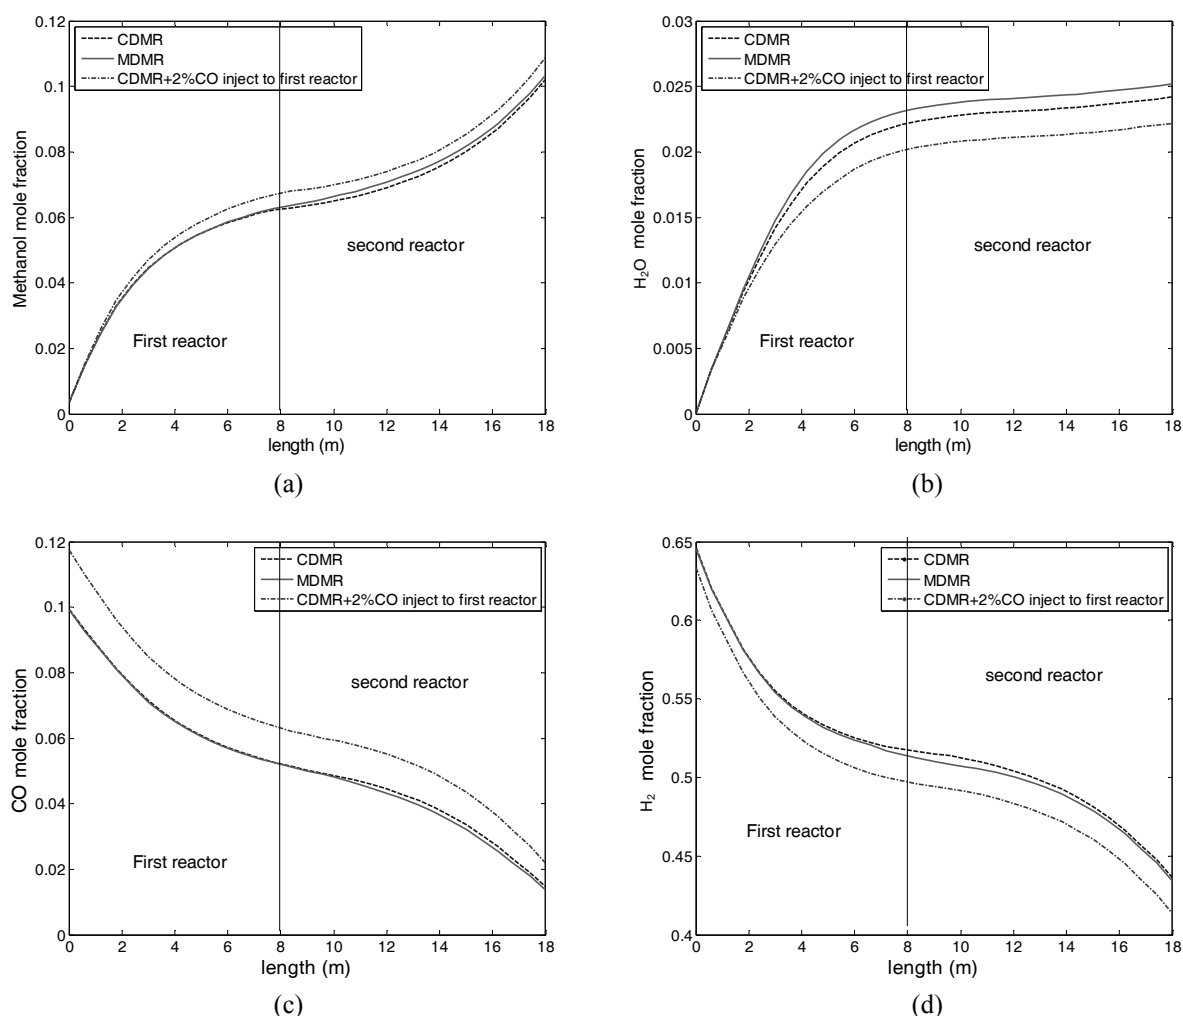 0.12
0.1
0.08
0.06
0.04
0.02
0
Methanol mole fraction
CDMR
MDMR
CDMR+2%CO inject to first reactor
second reactor
First reactor
0 2 4 6 8 10 12 14 16 18
length (m)
(a)
0.03
0.025
0.02
0.015
0.01
0.005
0
H₂O mole fraction
CDMR
MDMR
CDMR+2%CO inject to first reactor
second reactor
First reactor
0 2 4 6 8 10 12 14 16 18
length (m)
(b)
0.12
0.1
0.08
0.06
0.04
0.02
0
CO mole fraction
CDMR
MDMR
CDMR+2%CO inject to first reactor
second reactor
First reactor
0 2 4 6 8 10 12 14 16 18
length (m)
(c)
0.65
0.6
0.55
0.5
0.45
0.4
H₂ mole fraction
CDMR
MDMR
CDMR+2%CO inject to first reactor
second reactor
First reactor
0 2 4 6 8 10 12 14 16 18
length (m)
(d)